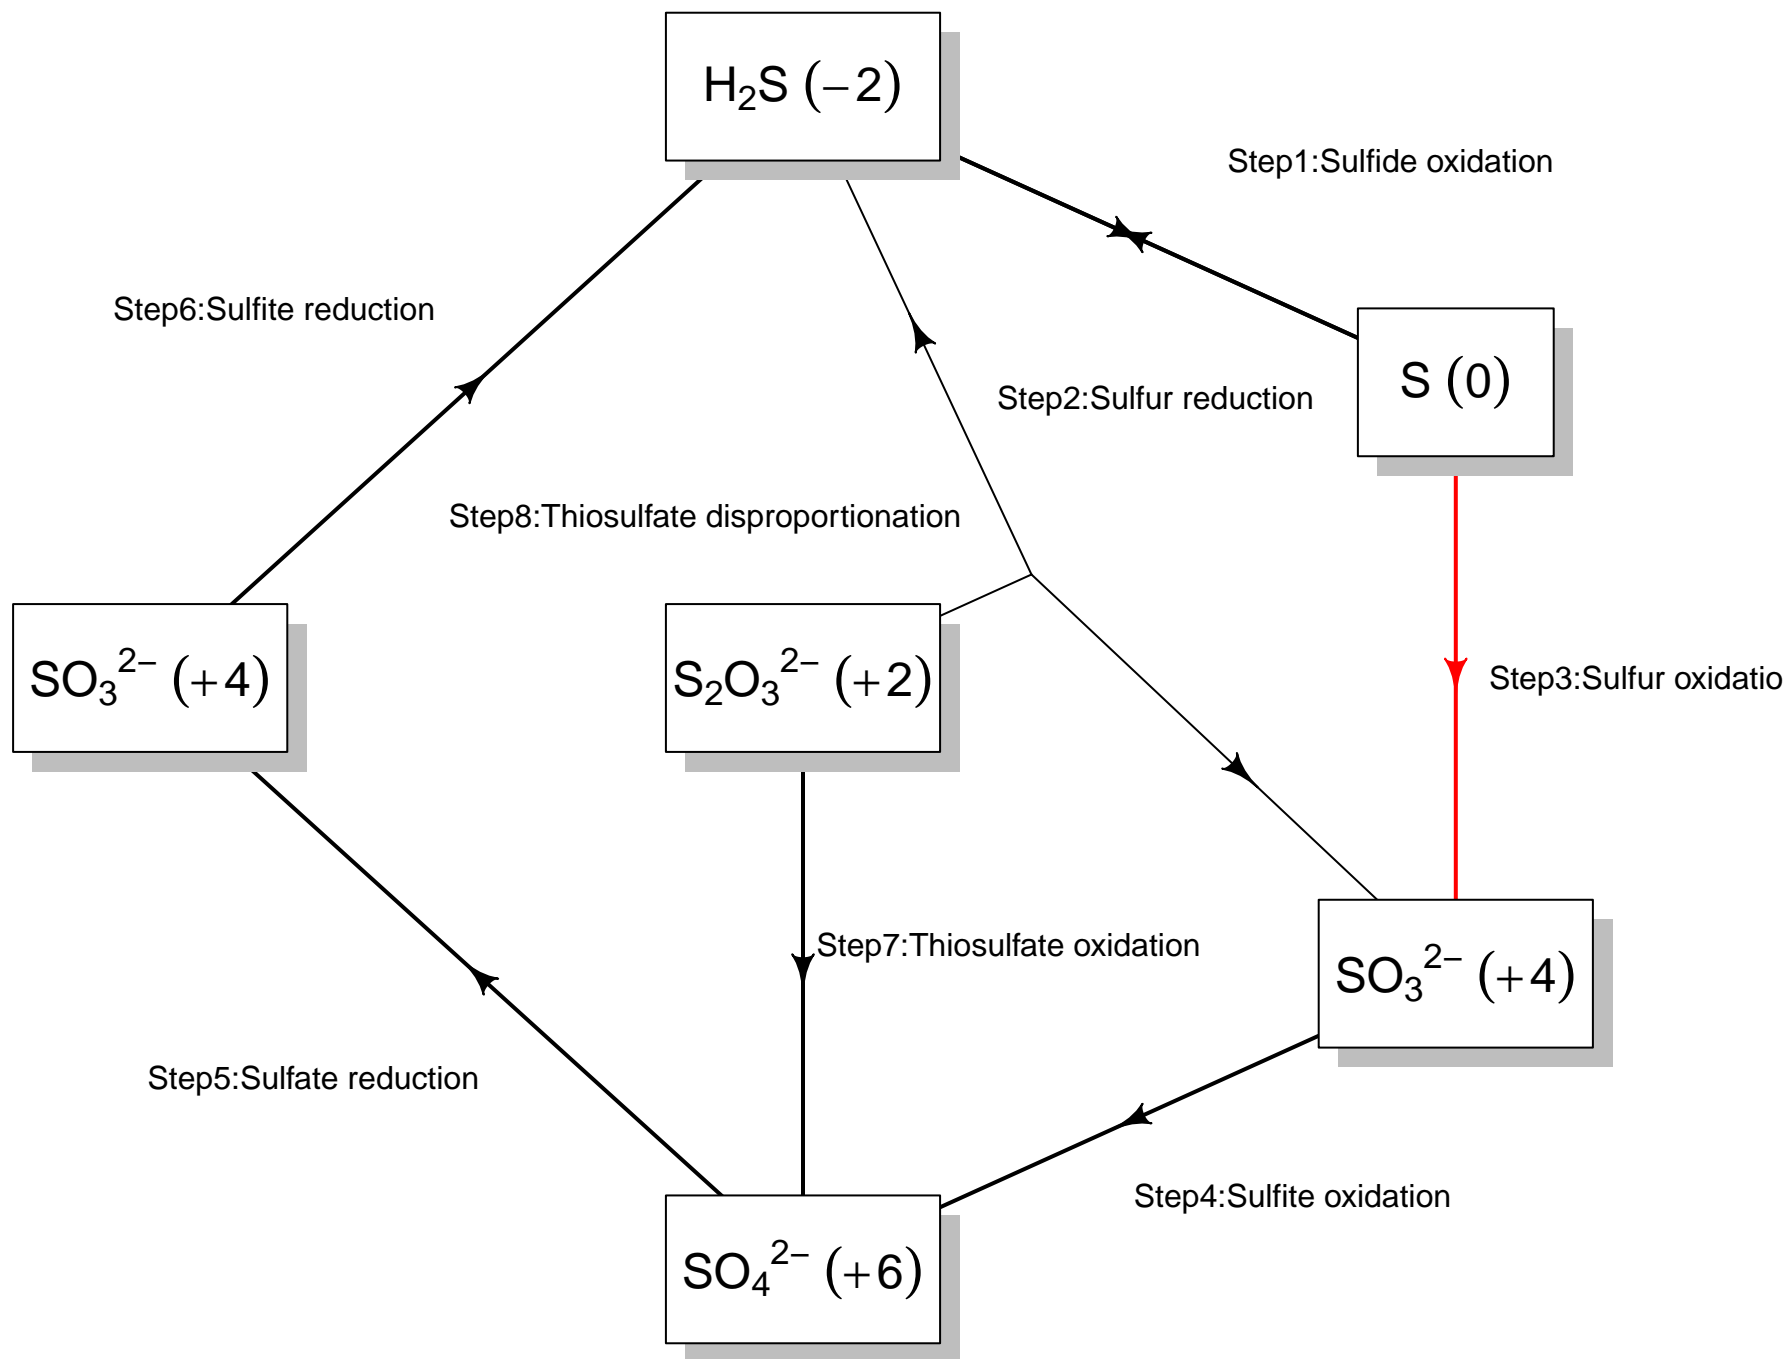 H₂S (−2)
Step1:Sulfide oxidation
Step6:Sulfite reduction
S (0)
Step2:Sulfur reduction
Step8:Thiosulfate disproportionation
SO₃²⁻ (+4)
S₂O₃²⁻ (+2)
Step3:Sulfur oxidatio
Step7:Thiosulfate oxidation
SO₃²⁻ (+4)
Step5:Sulfate reduction
Step4:Sulfite oxidation
SO₄²⁻ (+6)